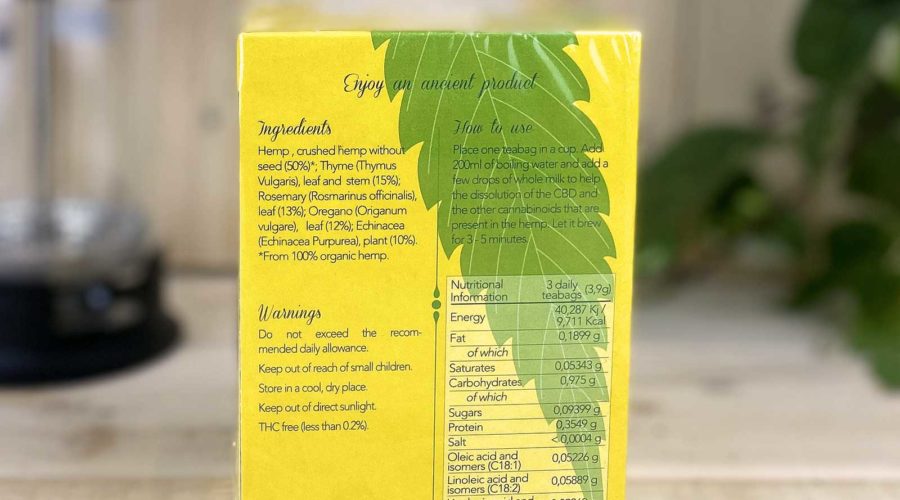 Enjoy an ancient product
Ingredients
Hemp , crushed hemp without
seed (50%)*; Thyme (Thymus
Vulgaris), leaf and stem (15%);
Rosemary (Rosmarinus officinalis),
leaf (13%); Oregano (Origanum
vulgare), leaf (12%); Echinacea
(Echinacea Purpurea), plant (10%).
*From 100% organic hemp.
Warnings
Do not exceed the recom-
mended daily allowance.
Keep out of reach of small children.
Store in a cool, dry place.
Keep out of direct sunlight.
THC free (less than 0.2%).
How to use
Place one teabag in a cup. Add
200ml of boiling water and add a
few drops of whole milk to help
the dissolution of the CBD and
the other cannabinoids that are
present in the hemp. Let it brew
for 3 - 5 minutes.
Nutritional Information 3 daily teabags (3,9g)
Energy 40,287 Kj / 9,711 Kcal
Fat 0,1899 g
of which
Saturates 0,05343 g
Carbohydrates 0,975 g
of which
Sugars 0,09399 g
Protein 0,3549 g
Salt < 0,0004 g
Oleic acid and isomers (C18:1) 0,05226 g
Linoleic acid and isomers (C18:2) 0,05889 g